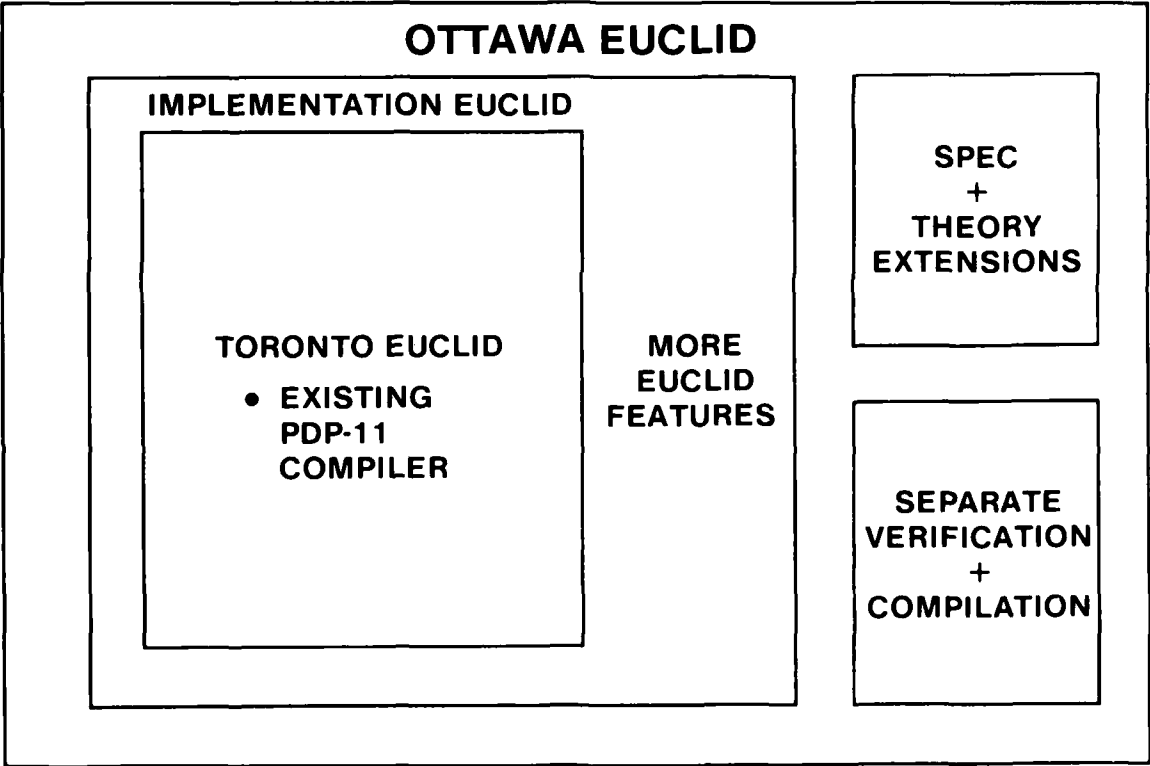 OTTAWA EUCLID
IMPLEMENTATION EUCLID
TORONTO EUCLID
• EXISTING
PDP-11
COMPILER
MORE
EUCLID
FEATURES
SPEC
+
THEORY
EXTENSIONS
SEPARATE
VERIFICATION
+
COMPILATION